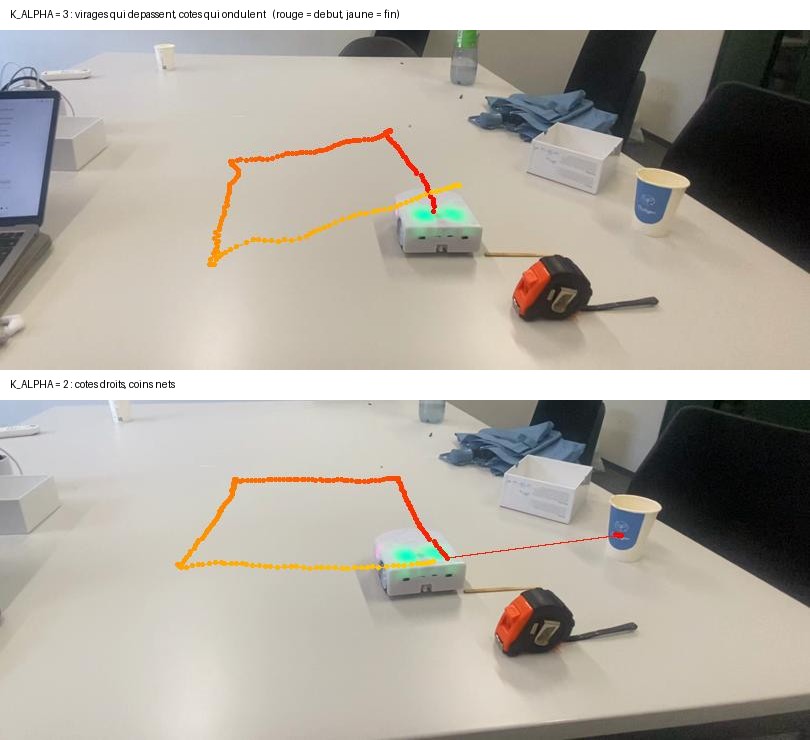 K_ALPHA = 3 : virages qui depassent, cotes qui ondulent (rouge = debut, jaune = fin)
K_ALPHA = 2 : cotes droits, coins nets